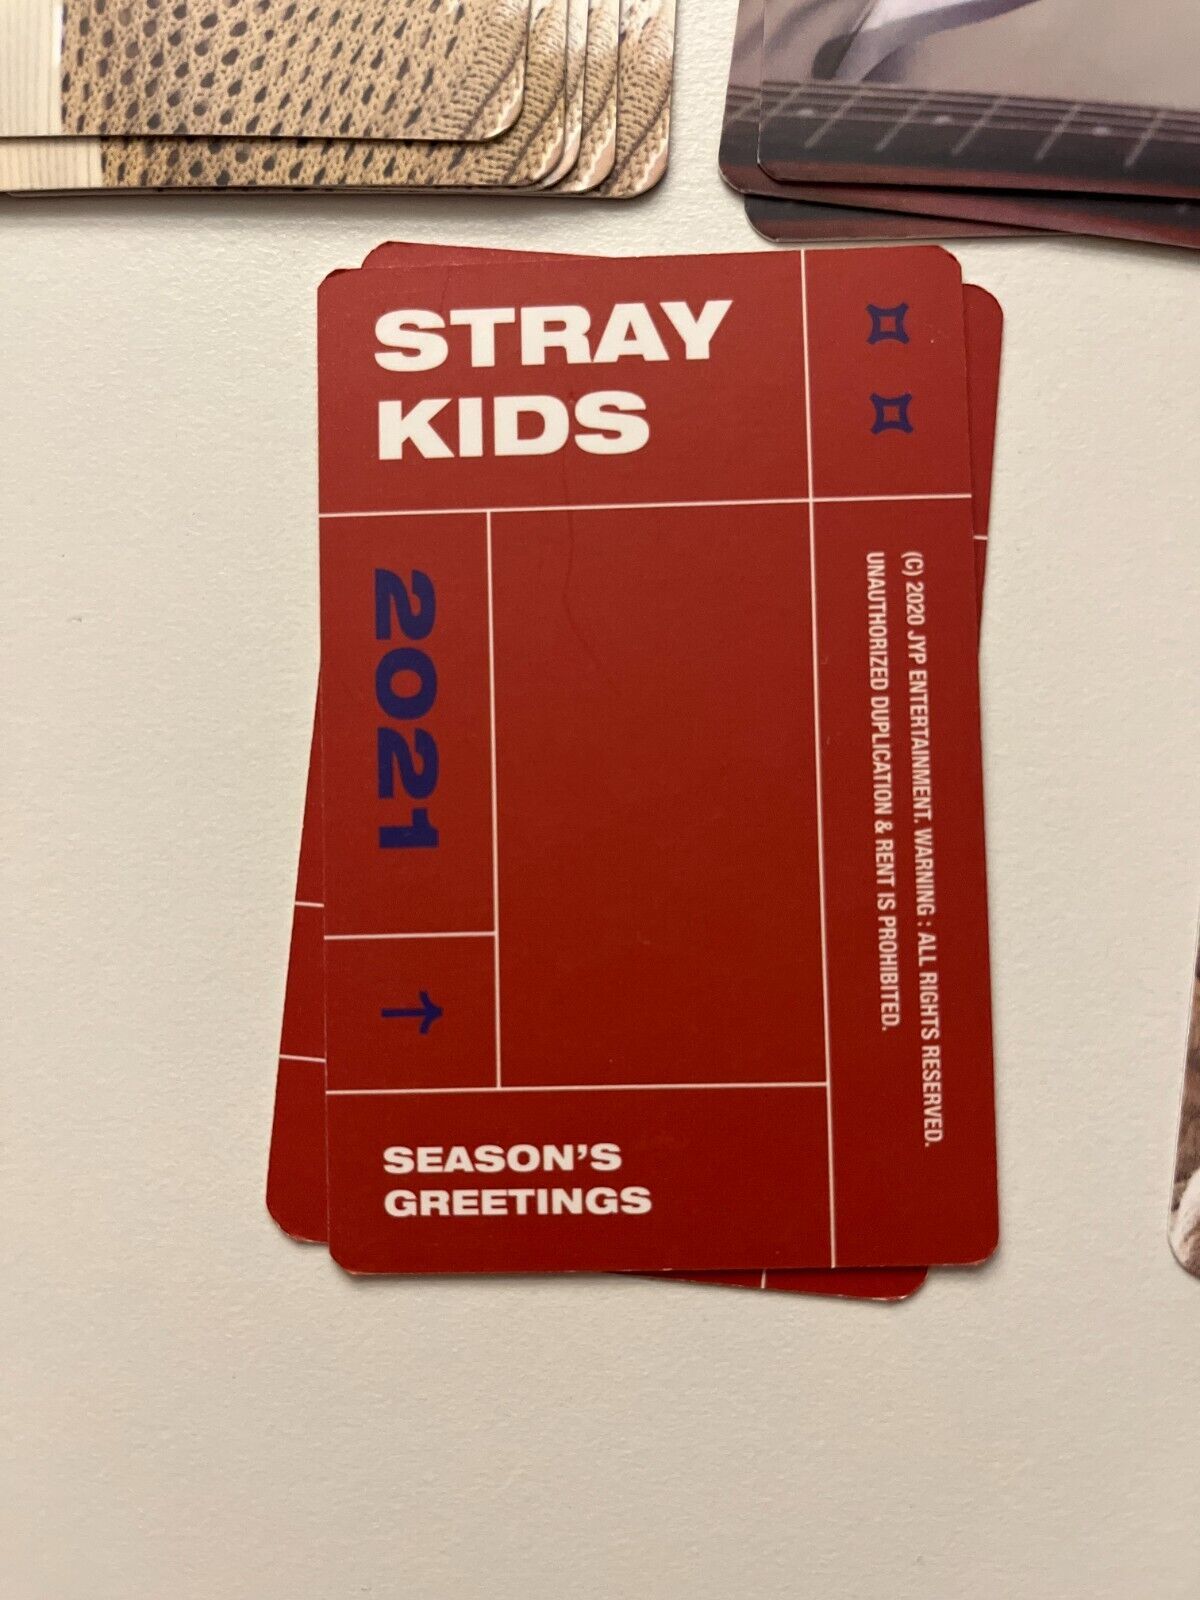 STRAY
KIDS
2021
SEASON'S
GREETINGS
(C) 2020 JYP ENTERTAINMENT. WARNING : ALL RIGHTS RESERVED.
UNAUTHORIZED DUPLICATION & RENT IS PROHIBITED.